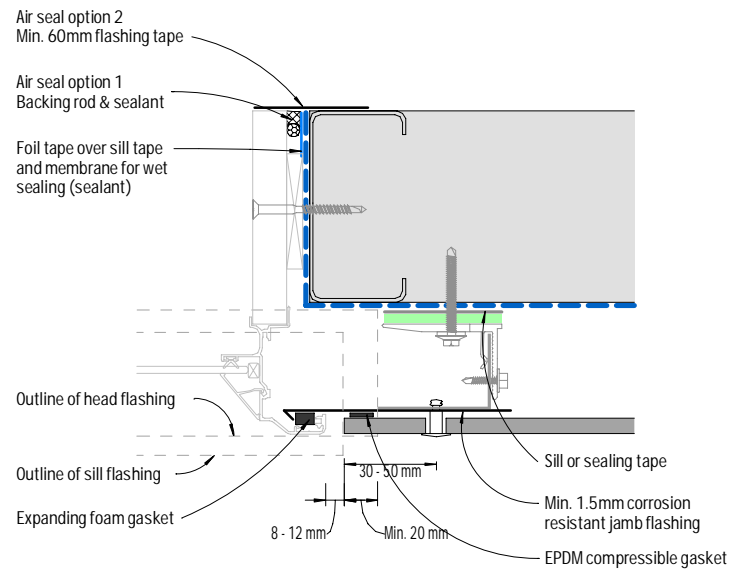 Air seal option 2
Min. 60mm flashing tape
Air seal option 1
Backing rod & sealant
Foil tape over sill tape
and membrane for wet
sealing (sealant)
Outline of head flashing
Outline of sill flashing
Expanding foam gasket
30 - 50 mm
8 - 12 mm
Min. 20 mm
Sill or sealing tape
Min. 1.5mm corrosion
resistant jamb flashing
EPDM compressible gasket